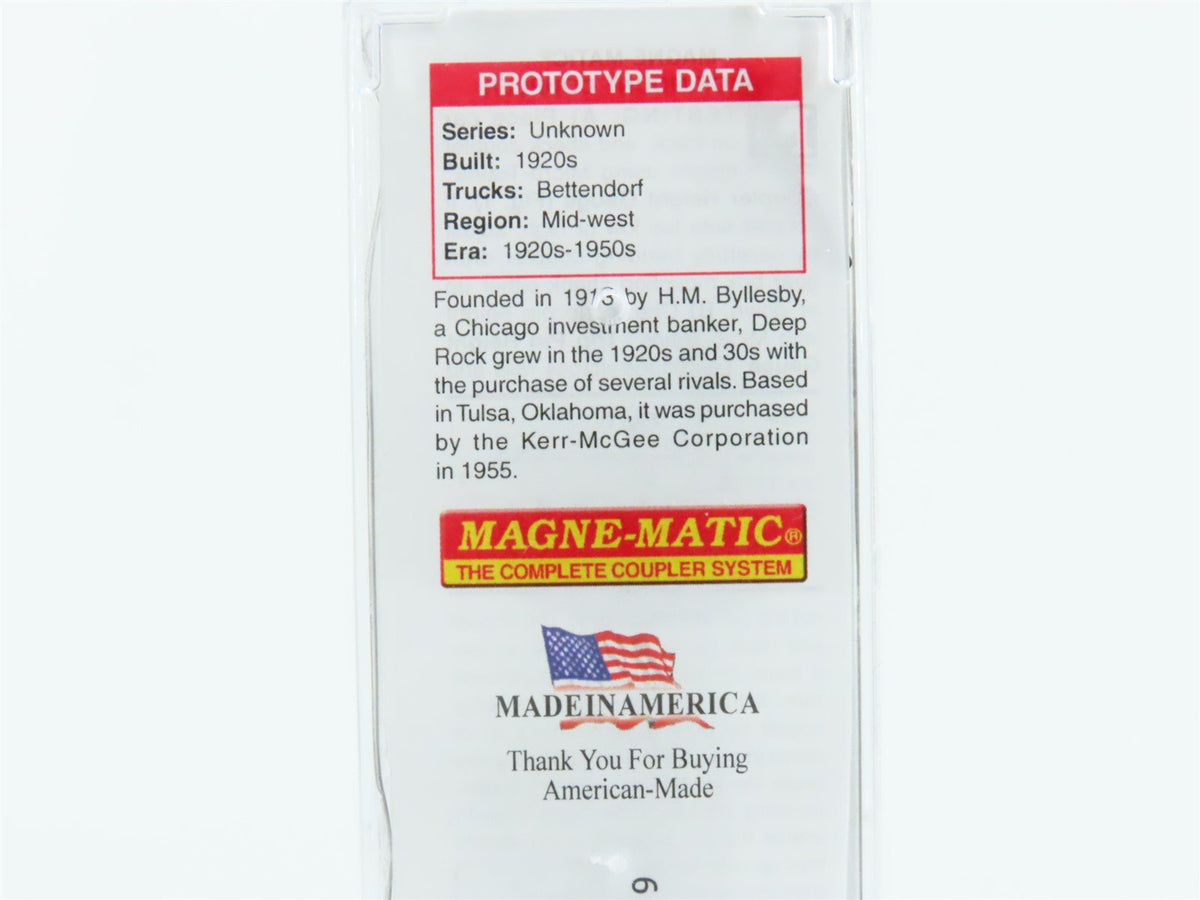 PROTOTYPE DATA
Series: Unknown
Built: 1920s
Trucks: Bettendorf
Region: Mid-west
Era: 1920s-1950s
Founded in 1913 by H.M. Byllesby,
a Chicago investment banker, Deep
Rock grew in the 1920s and 30s with
the purchase of several rivals. Based
in Tulsa, Oklahoma, it was purchased
by the Kerr-McGee Corporation
in 1955.
MAGNE-MATIC®
THE COMPLETE COUPLER SYSTEM
MADEINAMERICA
Thank You For Buying
American-Made